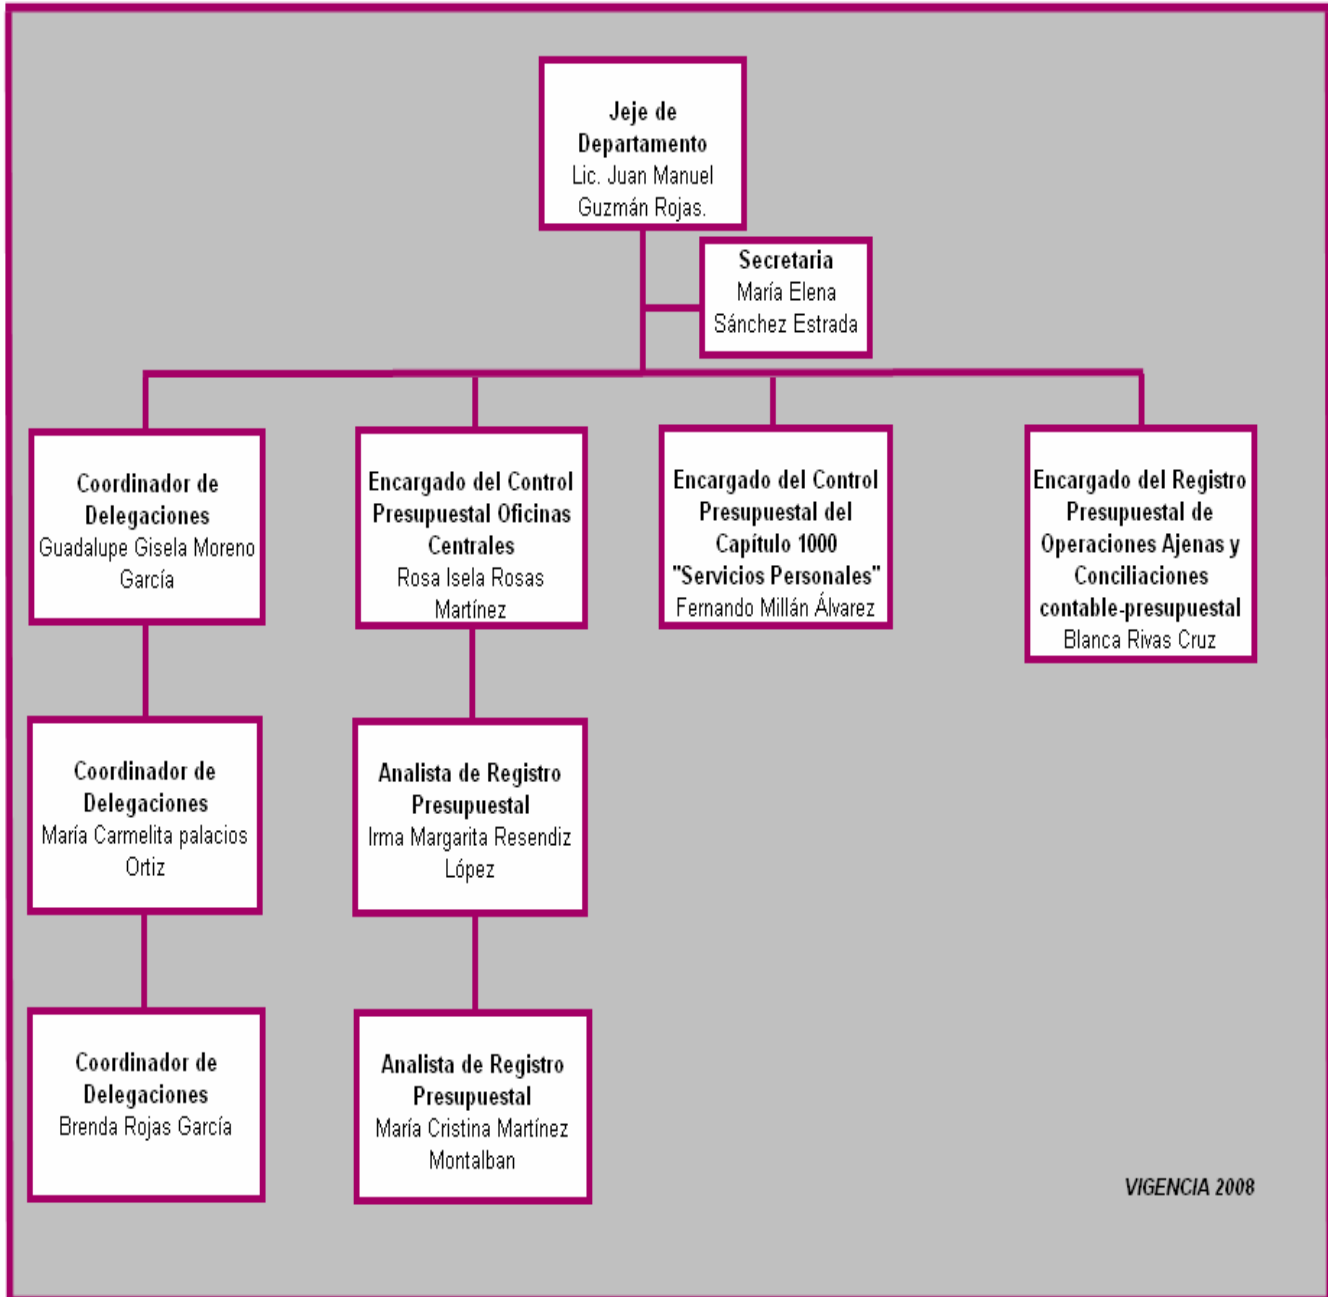 Jeje de
Departamento
Lic. Juan Manuel
Guzmán Rojas.
Secretaria
María Elena
Sánchez Estrada
Coordinador de
Delegaciones
Guadalupe Gisela Moreno
García
Encargado del Control
Presupuestal Oficinas
Centrales
Rosa Isela Rosas
Martínez
Encargado del Control
Presupuestal del
Capítulo 1000
"Servicios Personales"
Fernando Millán Álvarez
Encargado del Registro
Presupuestal de
Operaciones Ajenas y
Conciliaciones
contable-presupuestal
Blanca Rivas Cruz
Coordinador de
Delegaciones
María Carmelita palacios
Ortiz
Analista de Registro
Presupuestal
Irma Margarita Resendiz
López
Coordinador de
Delegaciones
Brenda Rojas García
Analista de Registro
Presupuestal
María Cristina Martínez
Montalban
VIGENCIA 2008